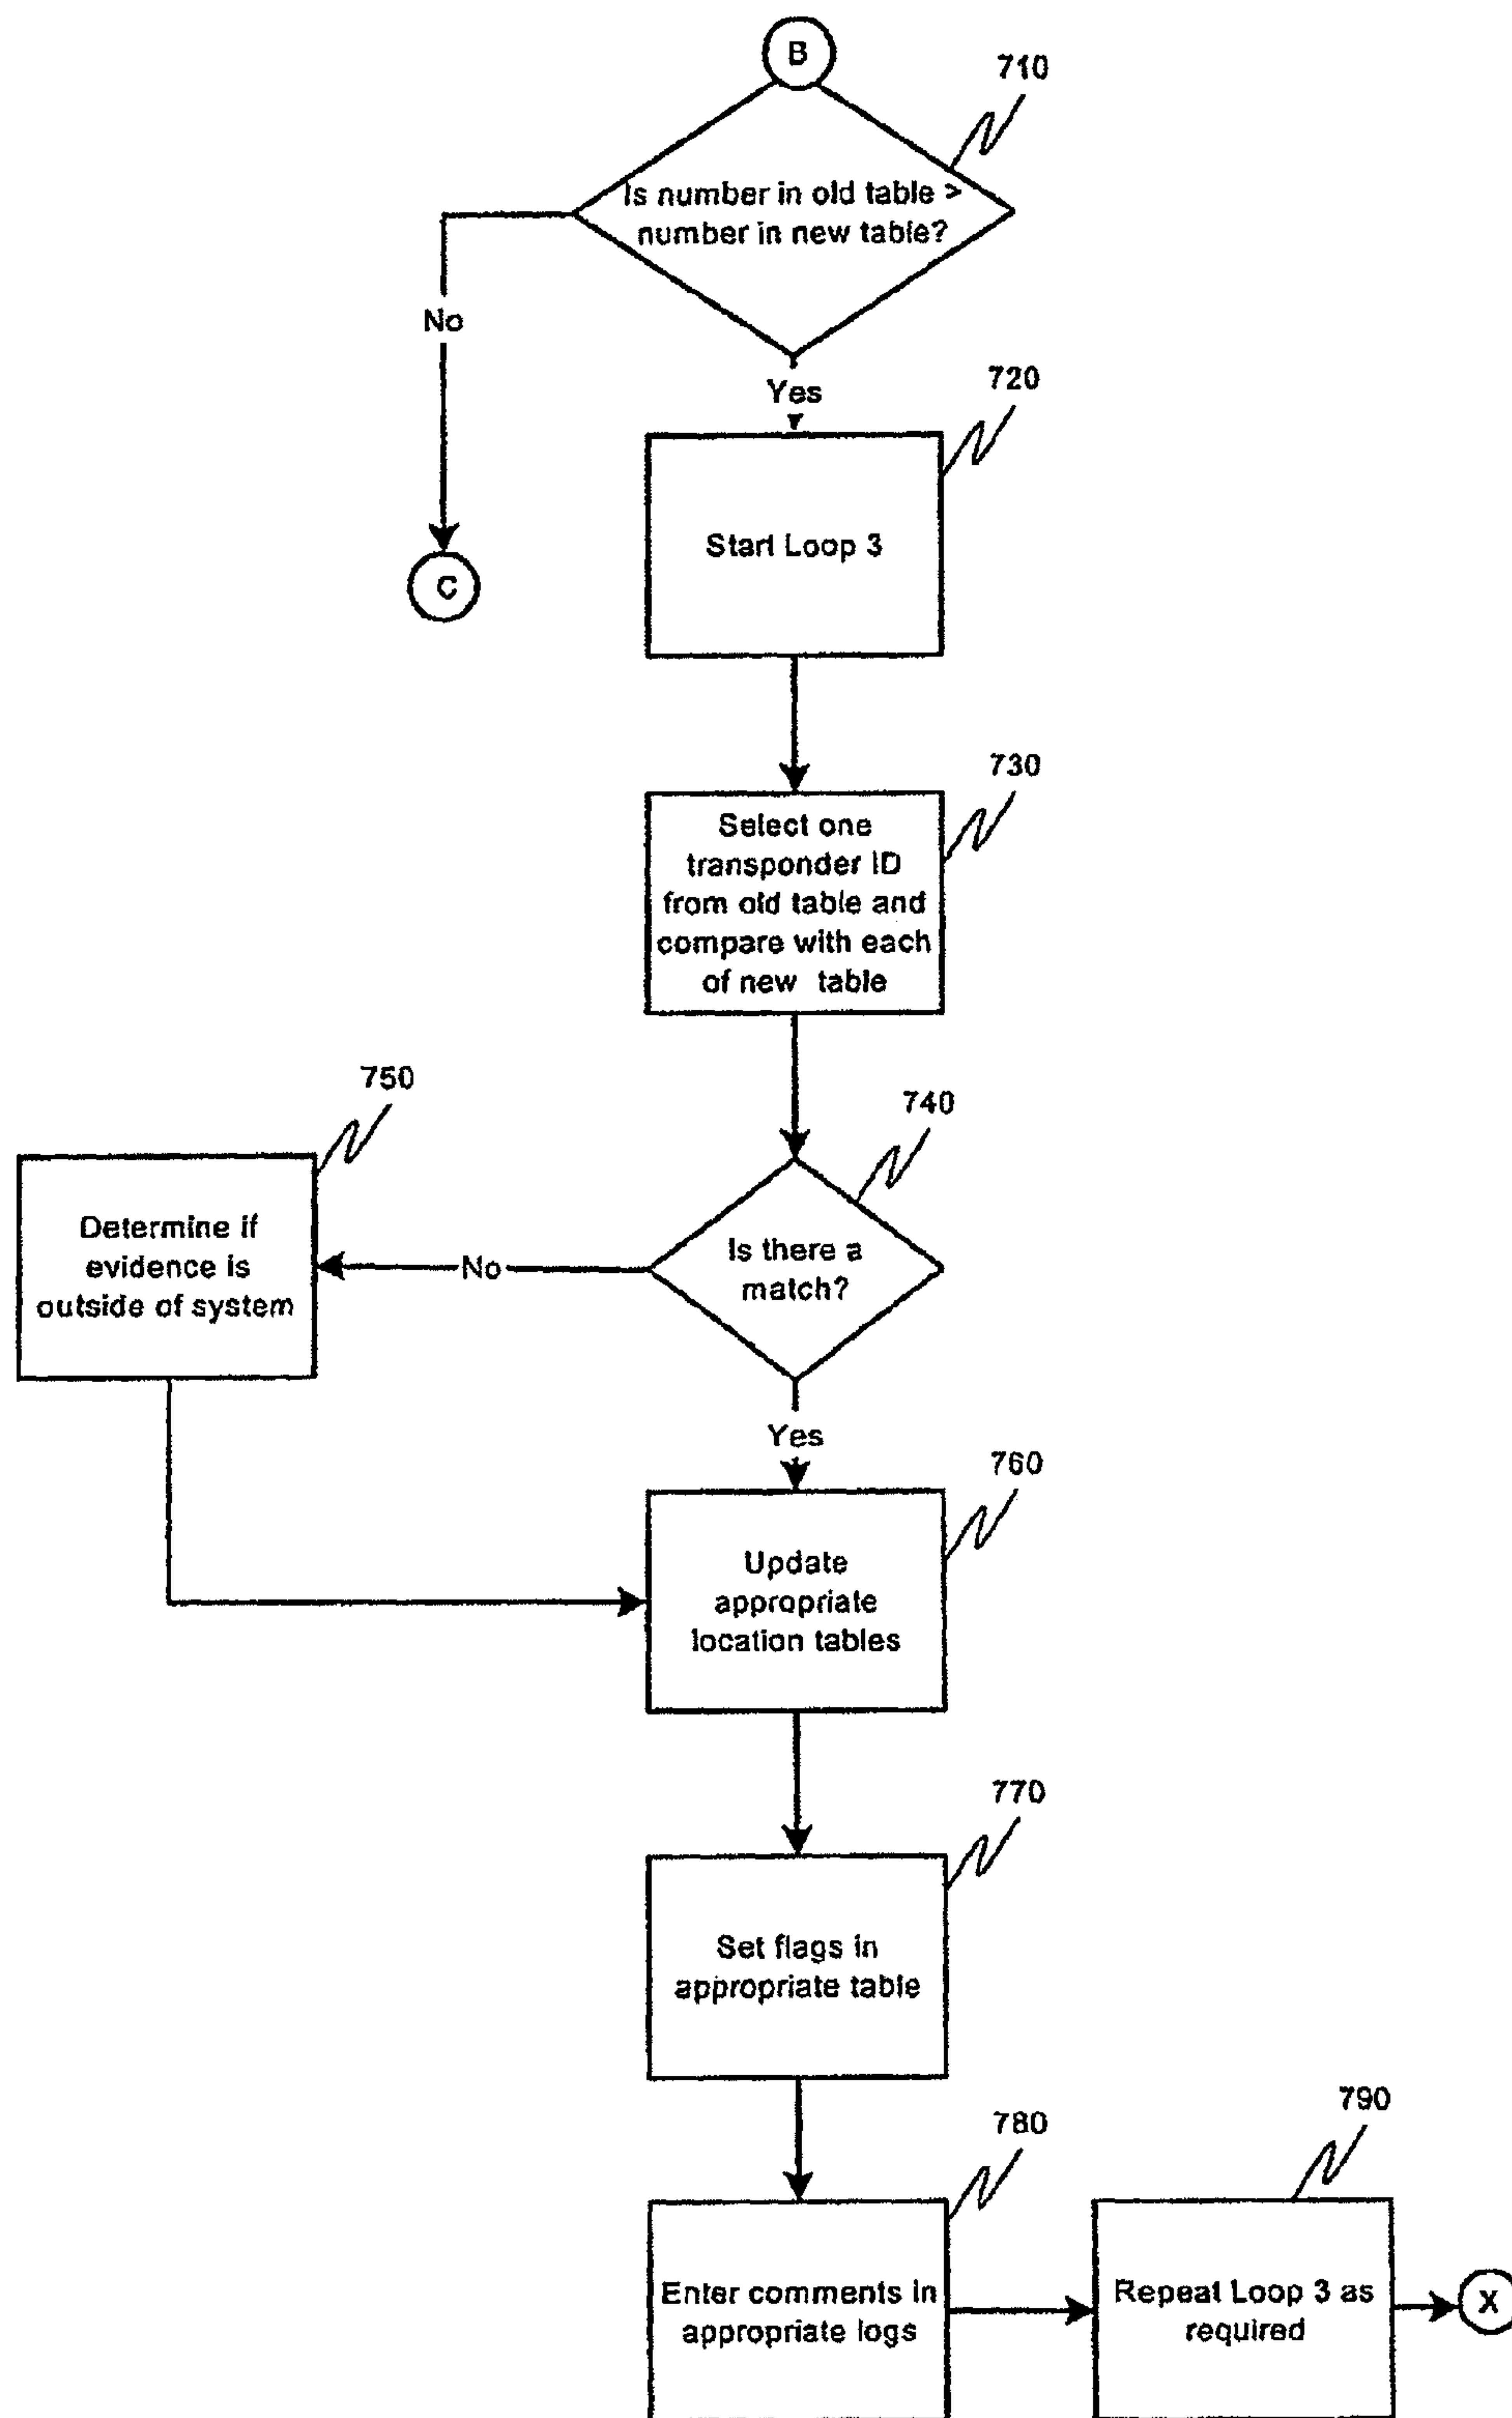 B
710
Is number in old table >
number in new table?
No
Yes
720
C
Start Loop 3
730
Select one
transponder ID
from old table and
compare with each
of new table
750
740
Determine if
evidence is
outside of system
No
Is there a
match?
Yes
760
Update
appropriate
location tables
770
Set flags in
appropriate table
780
790
Enter comments in
appropriate logs
Repeat Loop 3 as
required
X